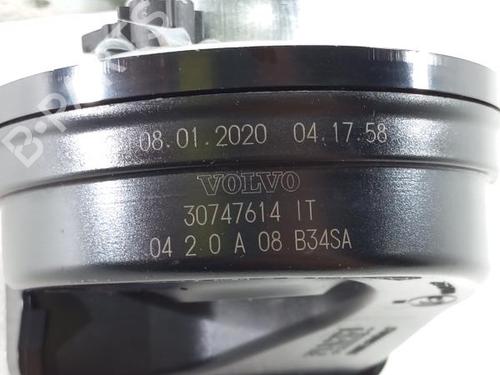 B-PARTS
08.01.2020 04.17 58
VOLVO
30747614 IT
04 2 0 A 08 B34SA